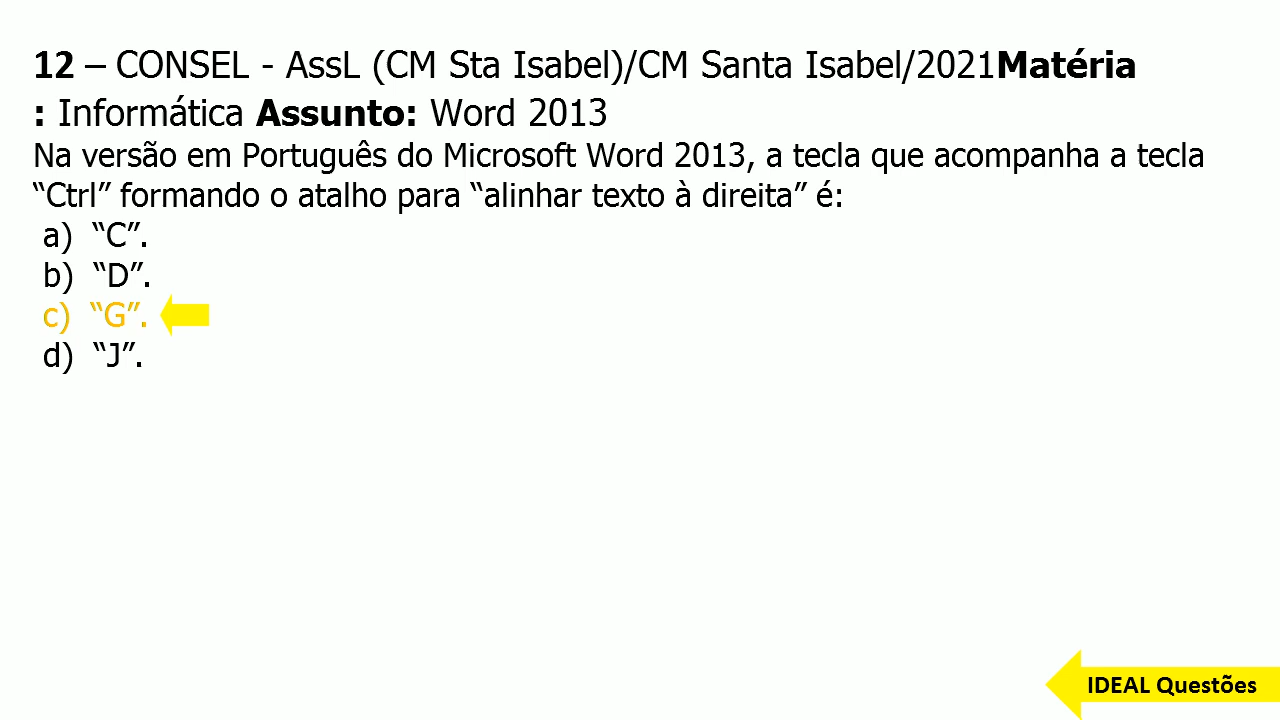 12 – CONSEL - AssL (CM Sta Isabel)/CM Santa Isabel/2021Matéria
: Informática Assunto: Word 2013
Na versão em Português do Microsoft Word 2013, a tecla que acompanha a tecla
“Ctrl” formando o atalho para “alinhar texto à direita” é:
a) “C”.
b) “D”.
c) “G”.
d) “J”.
IDEAL Questões